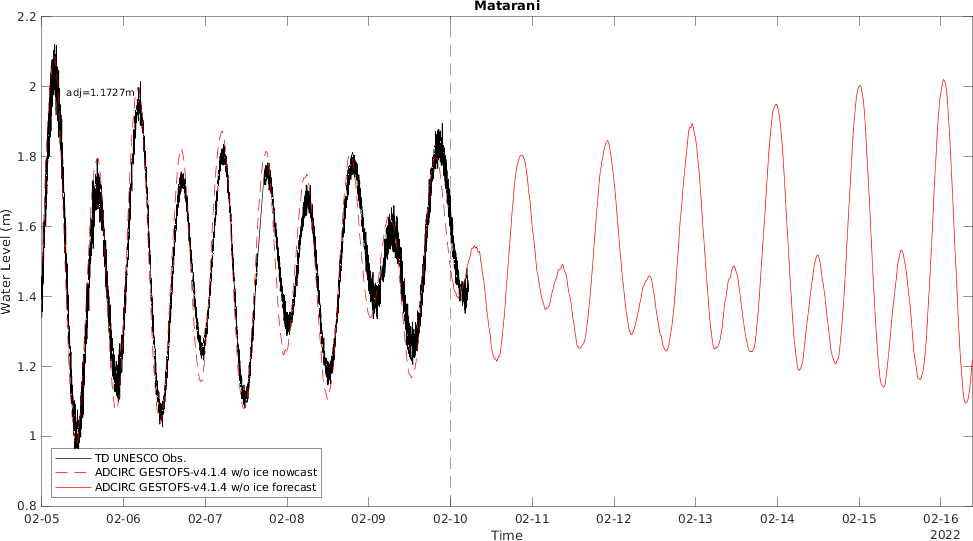 Matarani
2.2
2
1.8
1.6
1.4
1.2
1
0.8
Water Level (m)
adj=1.1727m
TD UNESCO Obs.
ADCIRC GESTOFS-v4.1.4 w/o ice nowcast
ADCIRC GESTOFS-v4.1.4 w/o ice forecast
02-05 02-06 02-07 02-08 02-09 02-10 02-11 02-12 02-13 02-14 02-15 02-16
Time 2022